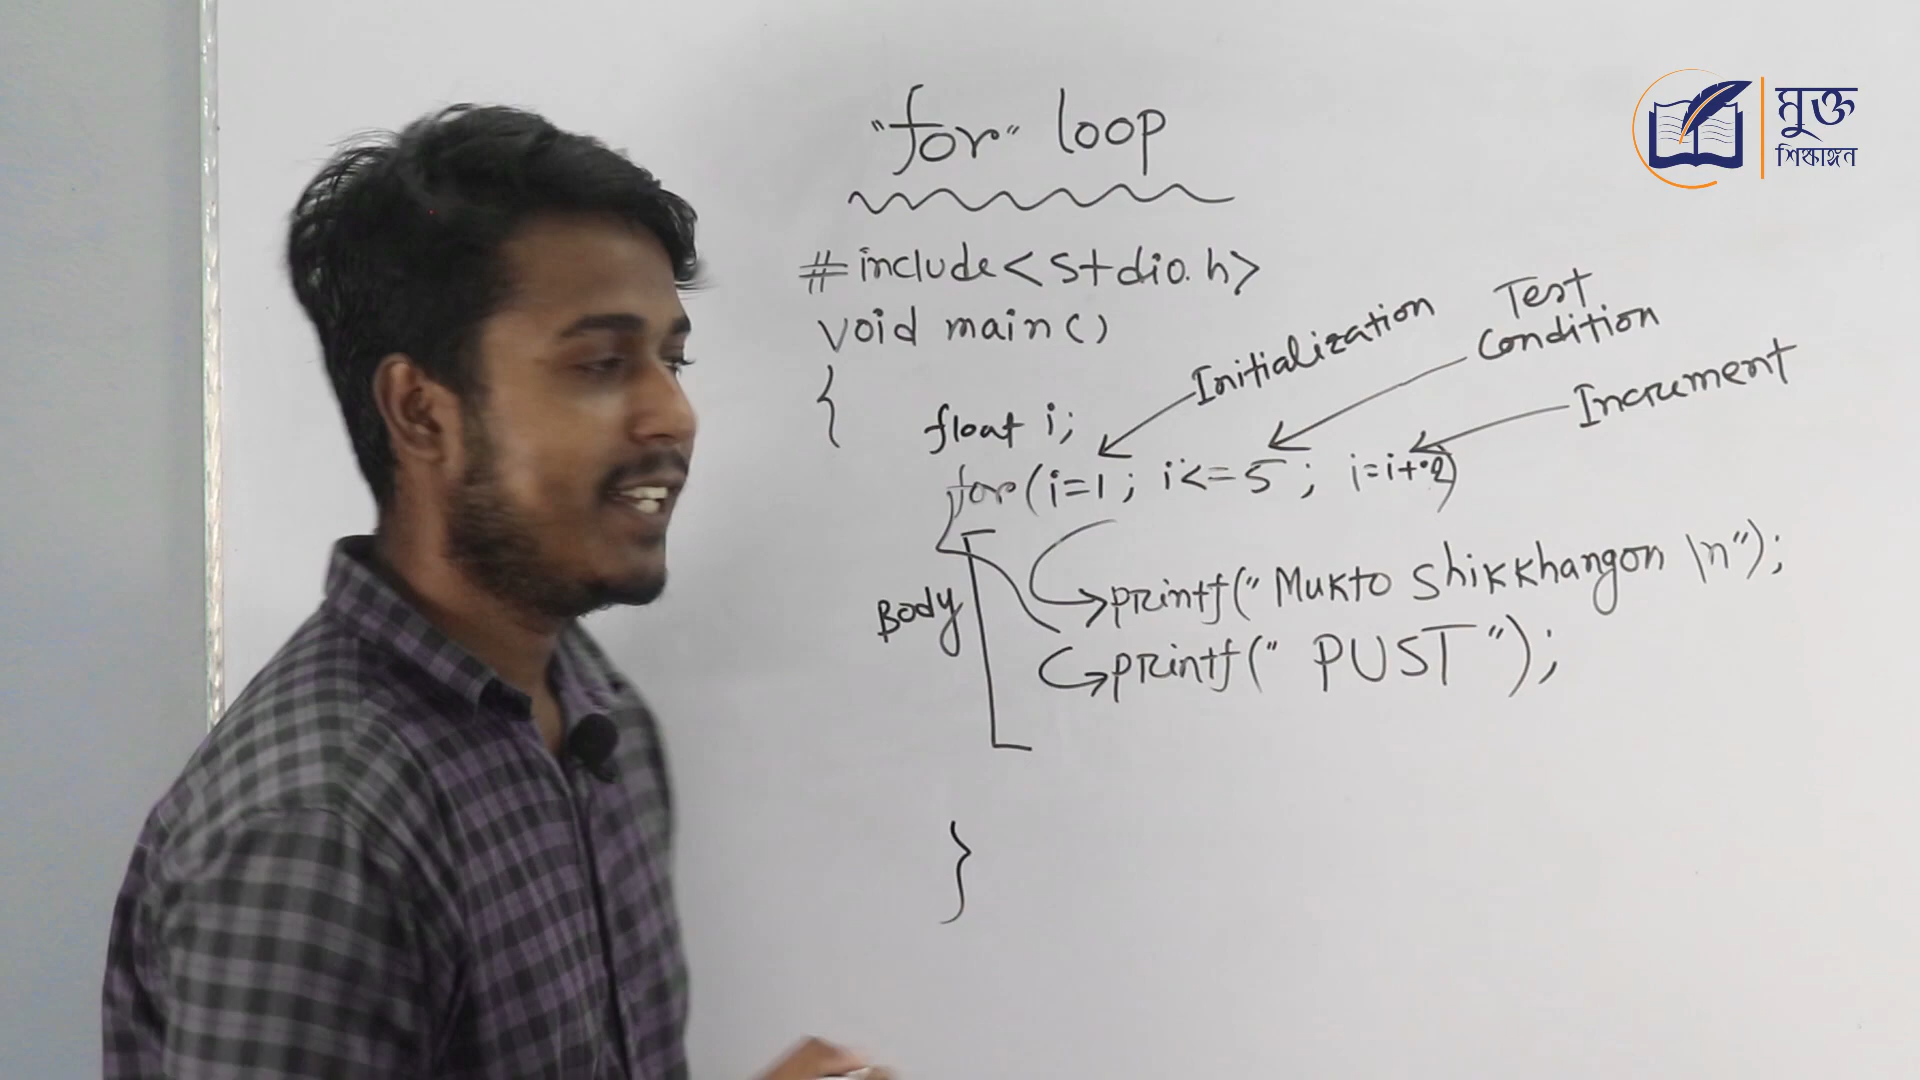 "for" loop
মুক্ত
শিক্ষাঙ্গন
#include<stdio.h>
void main()
{
Initialization
Test
Condition
Increment
float i;
for(i=1; i<=5; i=i+.2)
Body
printf("Mukto Shikkhangon \n");
printf(" PUST ");
}